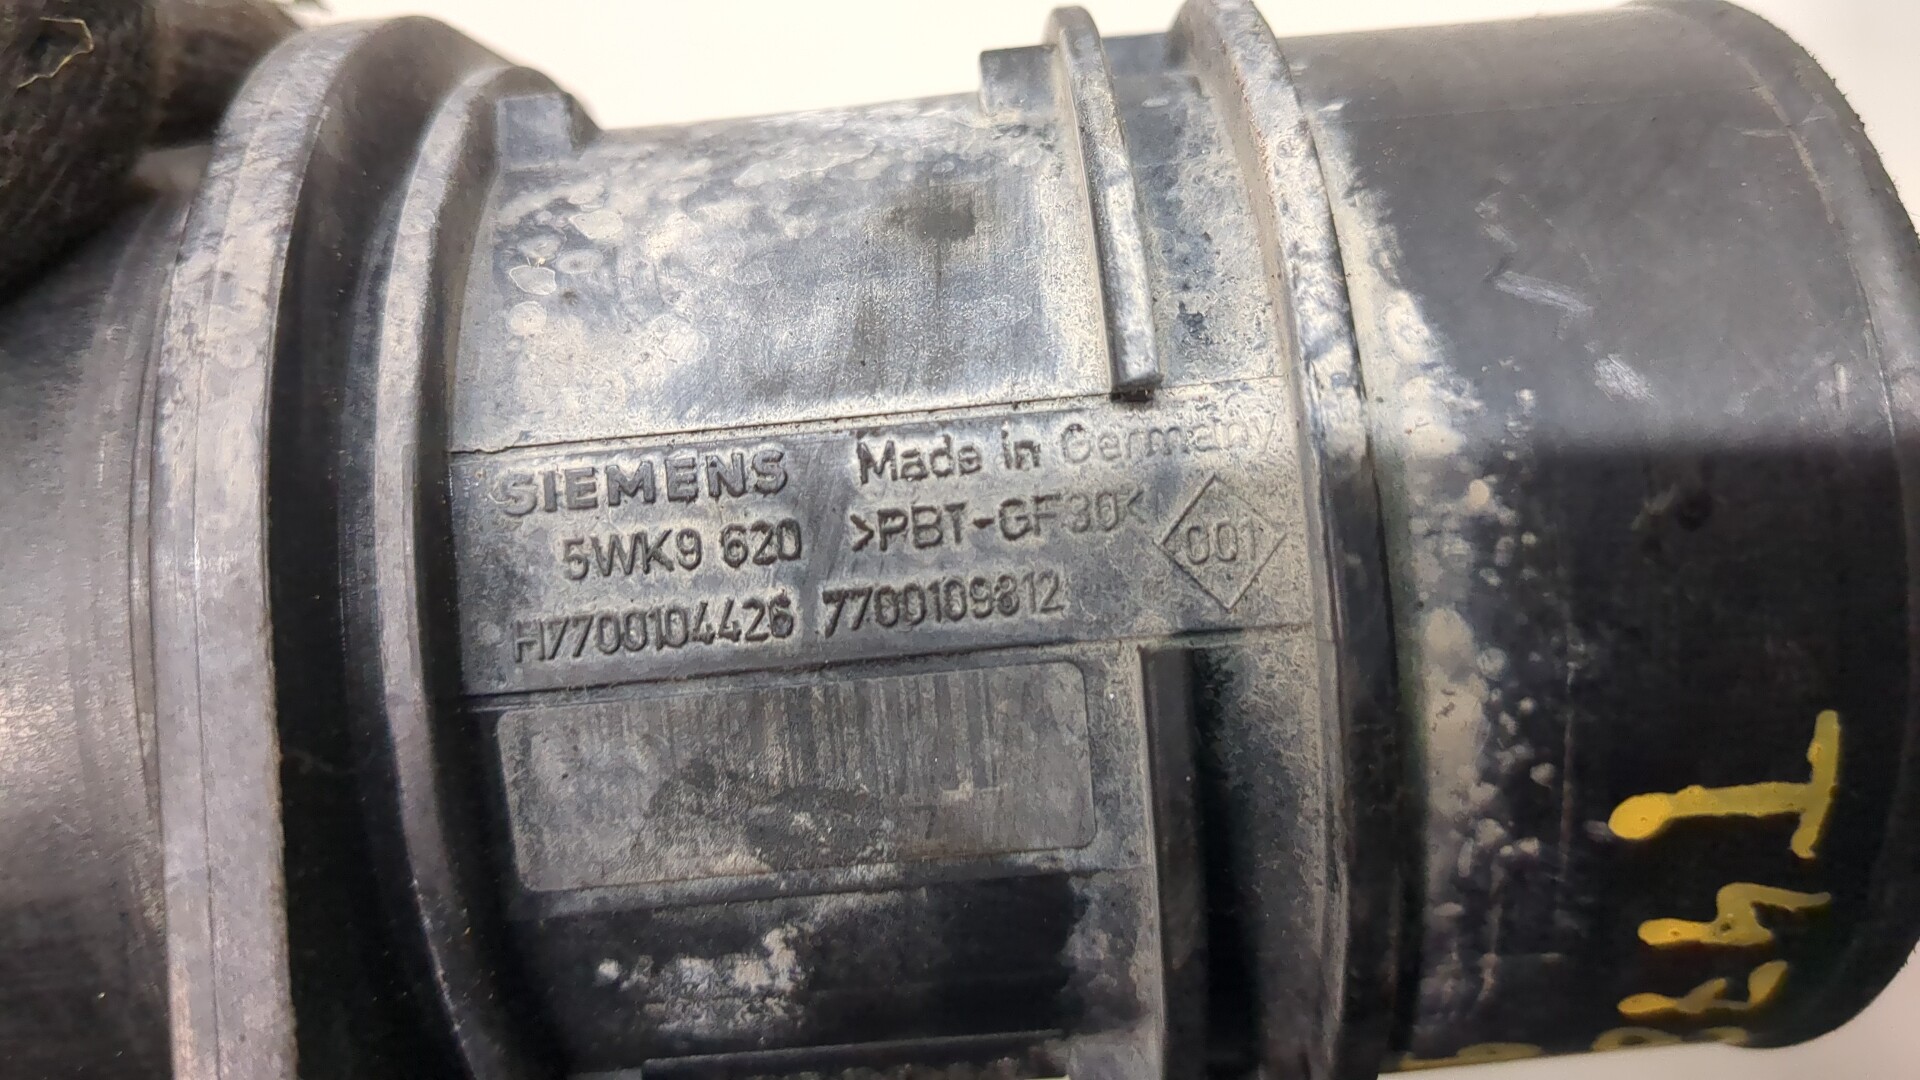 SIEMENS Made in Germany
5WK9 620 >PBT-GF30< 001
H7700104426 7700109812